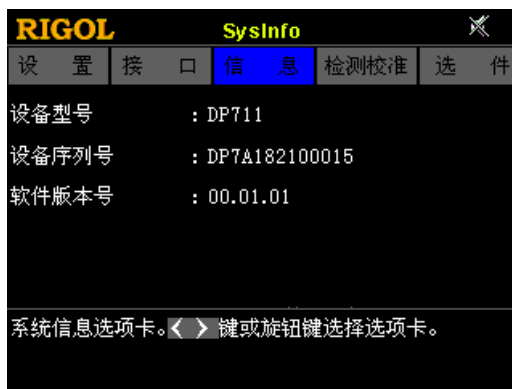 RIGOL SysInfo
设 置 接 口 信 息 检测校准 选 件
设备型号 : DP711
设备序列号 : DP7A182100015
软件版本号 : 00.01.01
系统信息选项卡。< > 键或旋钮键选择选项卡。